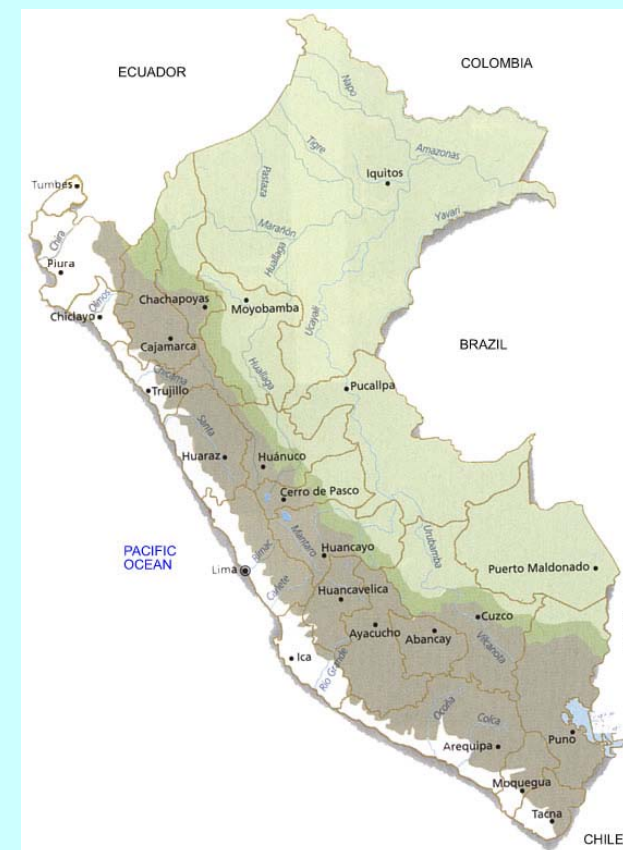 ECUADOR
COLOMBIA
Napo
Tigre
Amazonas
Pastaza
Iquitos
Tumbes
Yavari
Marañón
Chira
Huallaga
Piura
Ucayali
Olmos
Chachapoyas
Moyobamba
Chiclayo
Cajamarca
BRAZIL
Chicama
Huallaga
Pucallpa
Trujillo
Santa
Huaraz
Huánuco
Cerro de Pasco
Urubamba
Mantaro
PACIFIC
OCEAN
Rimac
Huancayo
Lima
Puerto Maldonado
Cañete
Huancavelica
Cuzco
Ayacucho
Abancay
Vilcanota
Ica
Rio Grande
Ocoña
Colca
Puno
Arequipa
Moquegua
Tacna
CHILE